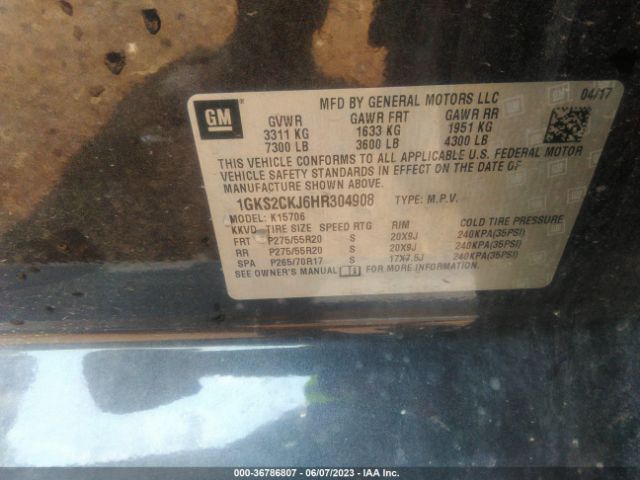 GM
MFD BY GENERAL MOTORS LLC 04/17
GVWR GAWR FRT GAWR RR
3311 KG 1633 KG 1951 KG
7300 LB 3600 LB 4300 LB
THIS VEHICLE CONFORMS TO ALL APPLICABLE U.S. FEDERAL MOTOR
VEHICLE SAFETY STANDARDS IN EFFECT ON THE DATE OF
MANUFACTURE SHOWN ABOVE.
1GKS2CKJ6HR304908 TYPE: M.P.V.
MODEL: K15706
KKVD TIRE SIZE SPEED RTG RIM COLD TIRE PRESSURE
FRT P275/55R20 S 20X9J 240KPA(35PSI)
RR P275/55R20 S 20X9J 240KPA(35PSI)
SPA P265/70R17 S 17X7.5J 240KPA(35PSI)
SEE OWNER'S MANUAL FOR MORE INFORMATION.
000-36786807 - 06/07/2023 - IAA Inc.